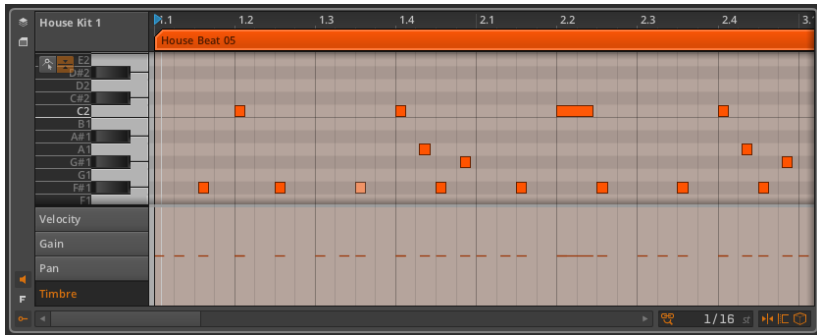 House Kit 1
1.1 1.2 1.3 1.4 2.1 2.2 2.3 2.4 3.
House Beat 05
E2
D#2
D2
C#2
C2
B1
A#1
A1
G#1
G1
F#1
F1
Velocity
Gain
Pan
Timbre
F
1/16